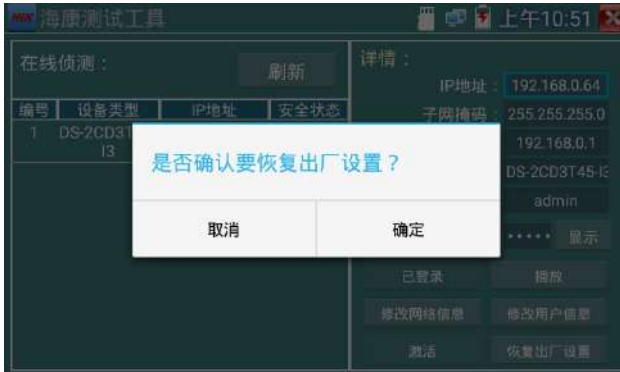 HIK 海康测试工具
上午10:51
在线侦测：
刷新
编号 设备类型 IP地址 安全状态
1 DS-2CD3T
I3
详情：
IP地址： 192.168.0.64
子网掩码： 255.255.255.0
192.168.0.1
DS-2CD3T45-I3
admin
••••• 显示
已登录 播放
修改网络信息 修改用户信息
激活 恢复出厂设置
是否确认要恢复出厂设置？
取消 确定